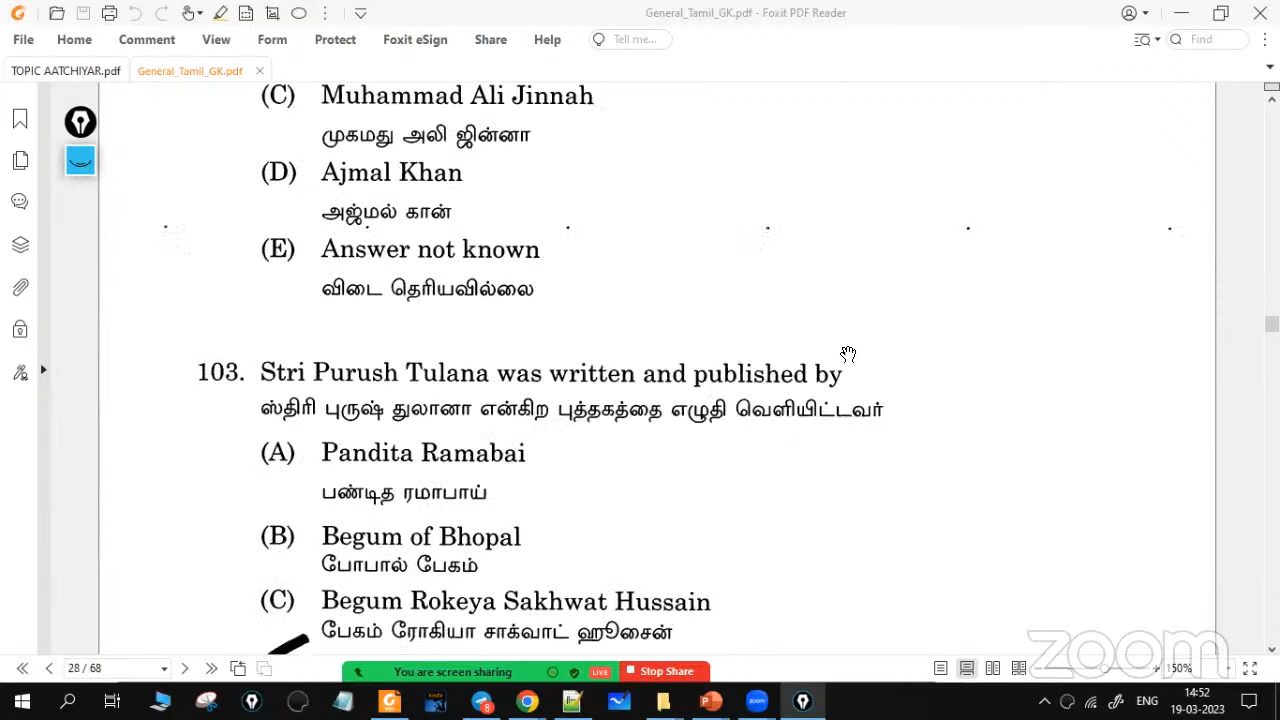 General_Tamil_GK.pdf - Foxit PDF Reader
File Home Comment View Form Protect Foxit eSign Share Help Tell me... Find
TOPIC AATCHIYAR.pdf General_Tamil_GK.pdf
(C) Muhammad Ali Jinnah
முகமது அலி ஜின்னா
(D) Ajmal Khan
அஜ்மல் கான்
(E) Answer not known
விடை தெரியவில்லை
103. Stri Purush Tulana was written and published by
ஸ்திரி புருஷ் துலானா என்கிற புத்தகத்தை எழுதி வெளியிட்டவர்
(A) Pandita Ramabai
பண்டித ரமாபாய்
(B) Begum of Bhopal
போபால் பேகம்
(C) Begum Rokeya Sakhwat Hussain
பேகம் ரோகியா சாக்வாட் ஹூசைன்
zoom
28 / 68 You are screen sharing LIVE Stop Share 150%
ENG 14:52
19-03-2023